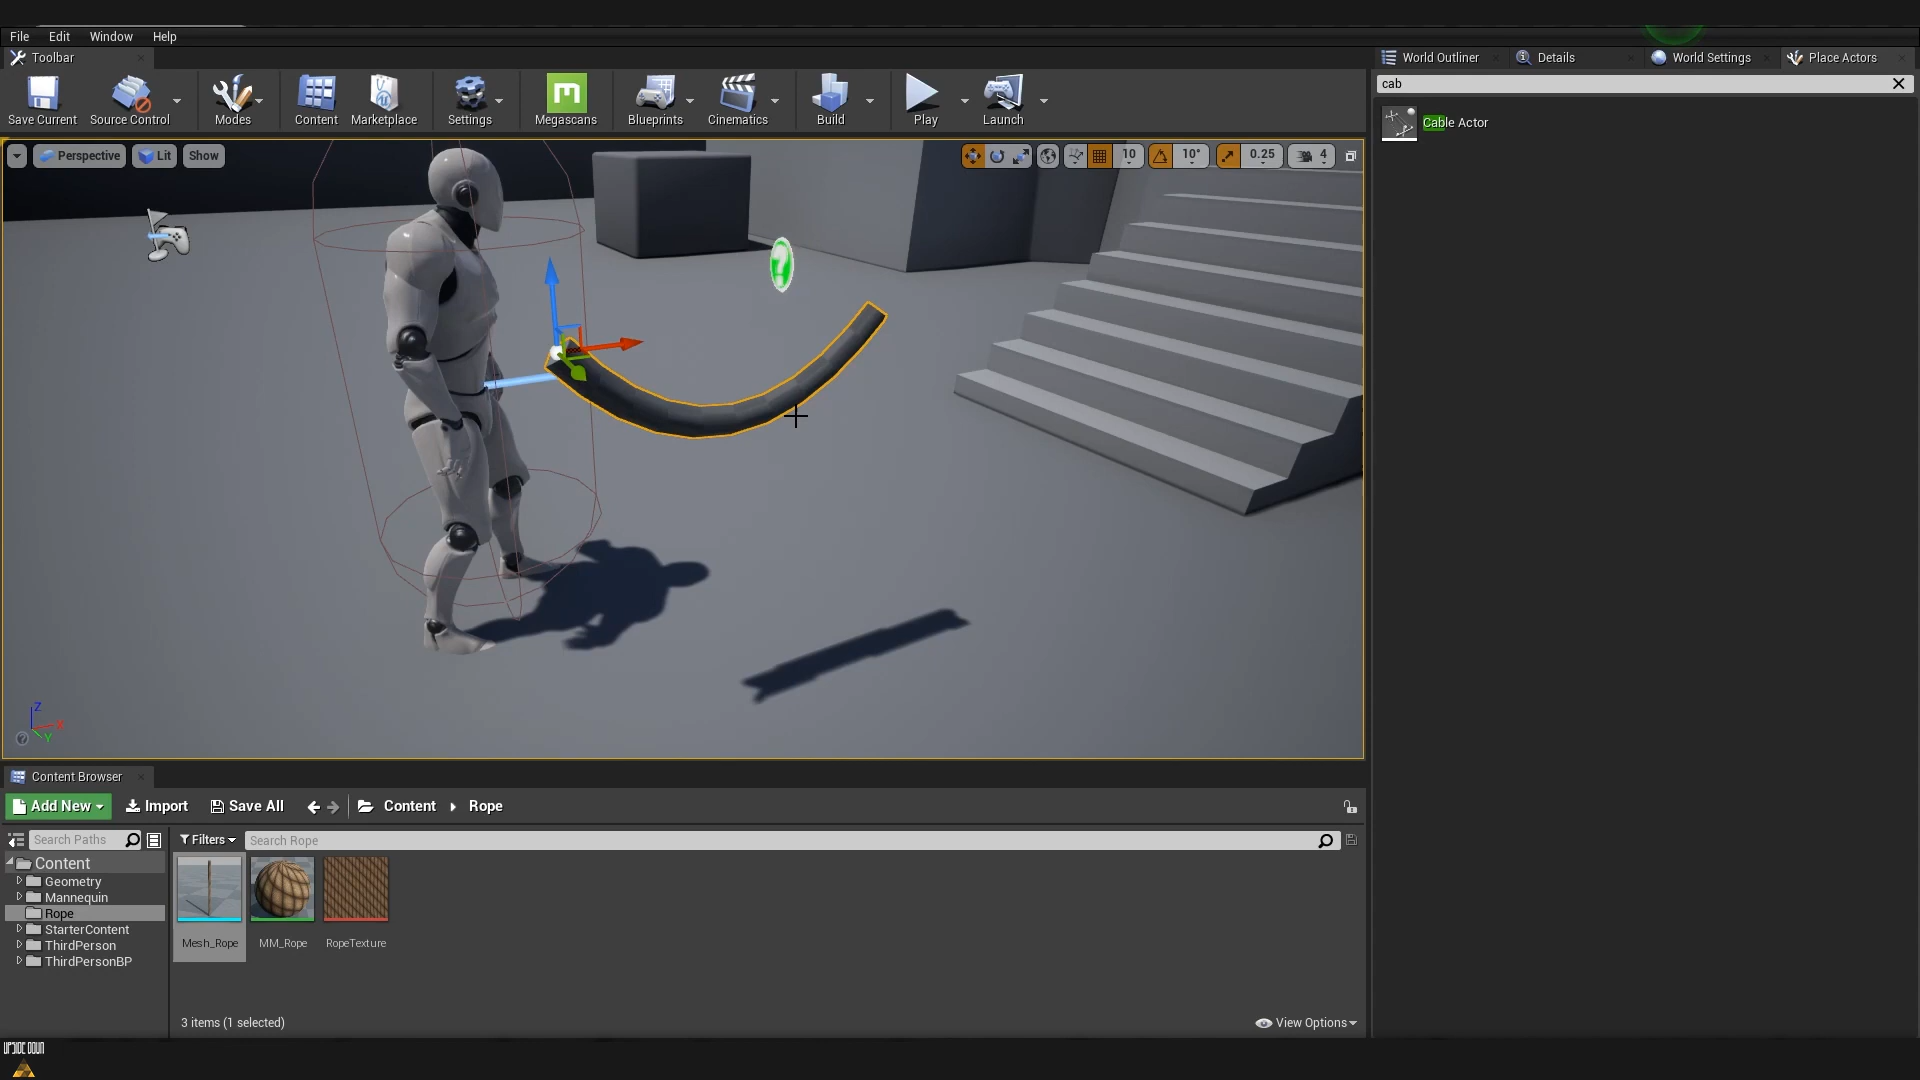 File Edit Window Help
Toolbar
World Outliner Details World Settings Place Actors
cab
Save Current Source Control Modes Content Marketplace Settings Megascans Blueprints Cinematics Build Play Launch
Cable Actor
Perspective Lit Show 10 10° 0.25 4
?
Z
X
Y
Content Browser
Add New Import Save All Content Rope
Search Paths Filters Search Rope
Content
Geometry
Mannequin
Rope
StarterContent
ThirdPerson
ThirdPersonBP
Mesh_Rope MM_Rope RopeTexture
3 items (1 selected) View Options
UPSIDE DOWN